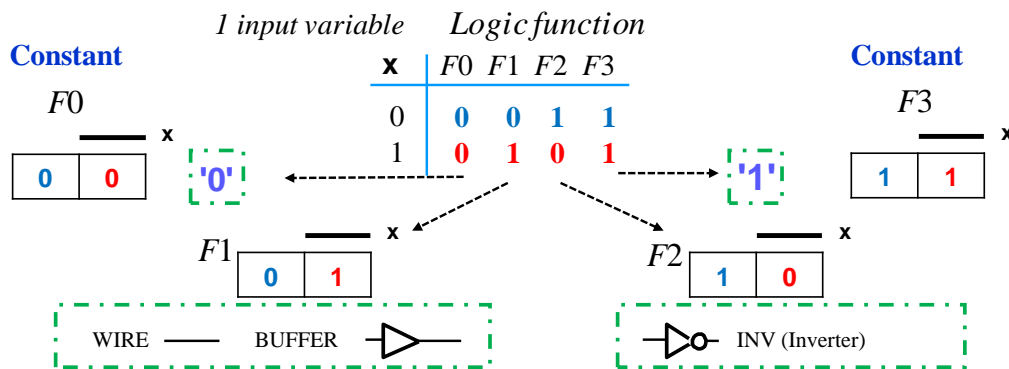 1 input variable Logic function
Constant x F0 F1 F2 F3 Constant
F0 F3
0 0 0 1 1
x x
1 0 1 0 1
0 0 '0' '1' 1 1
x x
F1 F2
0 1 1 0
WIRE BUFFER INV (Inverter)